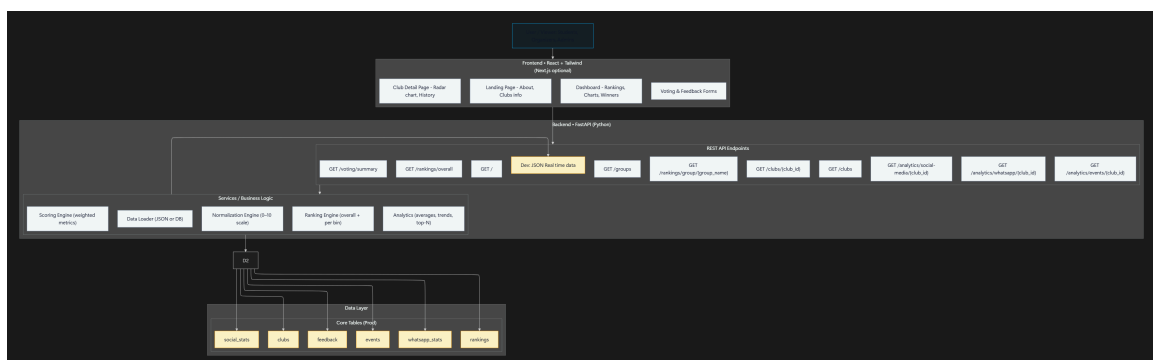 Frontend • React + Tailwind
(Next.js optional)
Club Detail Page - Radar
chart, History
Landing Page - About,
Clubs info
Dashboard - Rankings,
Charts, Winners
Voting & Feedback Forms
Backend • FastAPI (Python)
REST API Endpoints
GET /voting/summary
GET /rankings/overall
GET /
Dev: JSON Real time data
GET /groups
GET
/rankings/group/{group_name}
GET /clubs/{club_id}
GET /clubs
GET /analytics/social-
media/{club_id}
GET
/analytics/whatsapp/{club_id}
GET
/analytics/events/{club_id}
Services / Business Logic
Scoring Engine (weighted
metrics)
Data Loader (JSON or DB)
Normalization Engine (0–10
scale)
Ranking Engine (overall +
per bin)
Analytics (averages, trends,
top-N)
D2
Data Layer
Core Tables (Prod)
social_stats
clubs
feedback
events
whatsapp_stats
rankings